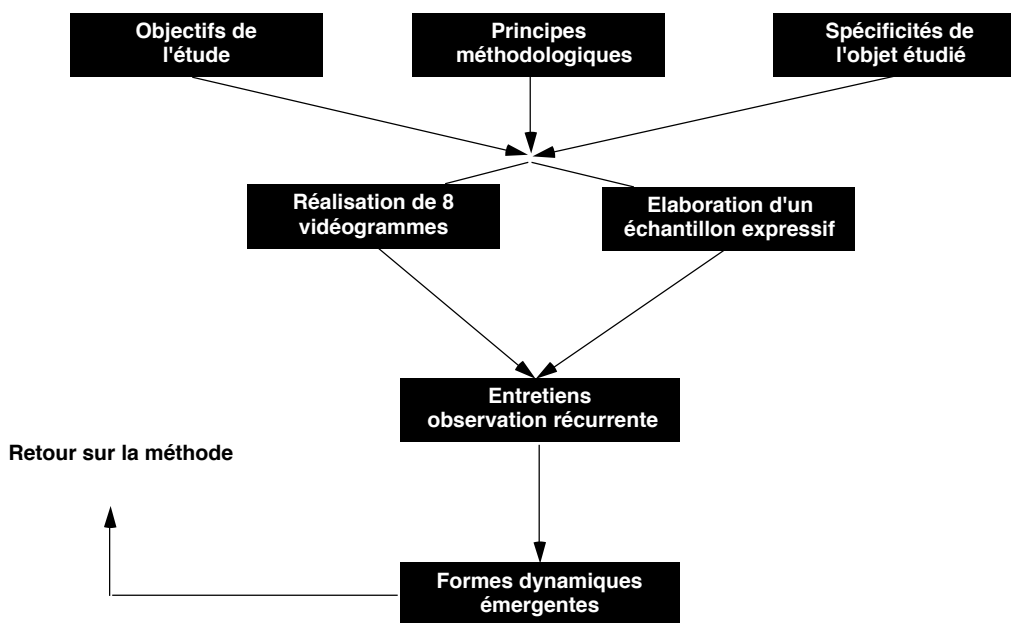 Objectifs de
l'étude
Principes
méthodologiques
Spécificités de
l'objet étudié
Réalisation de 8
vidéogrammes
Elaboration d'un
échantillon expressif
Entretiens
observation récurrente
Retour sur la méthode
Formes dynamiques
émergentes